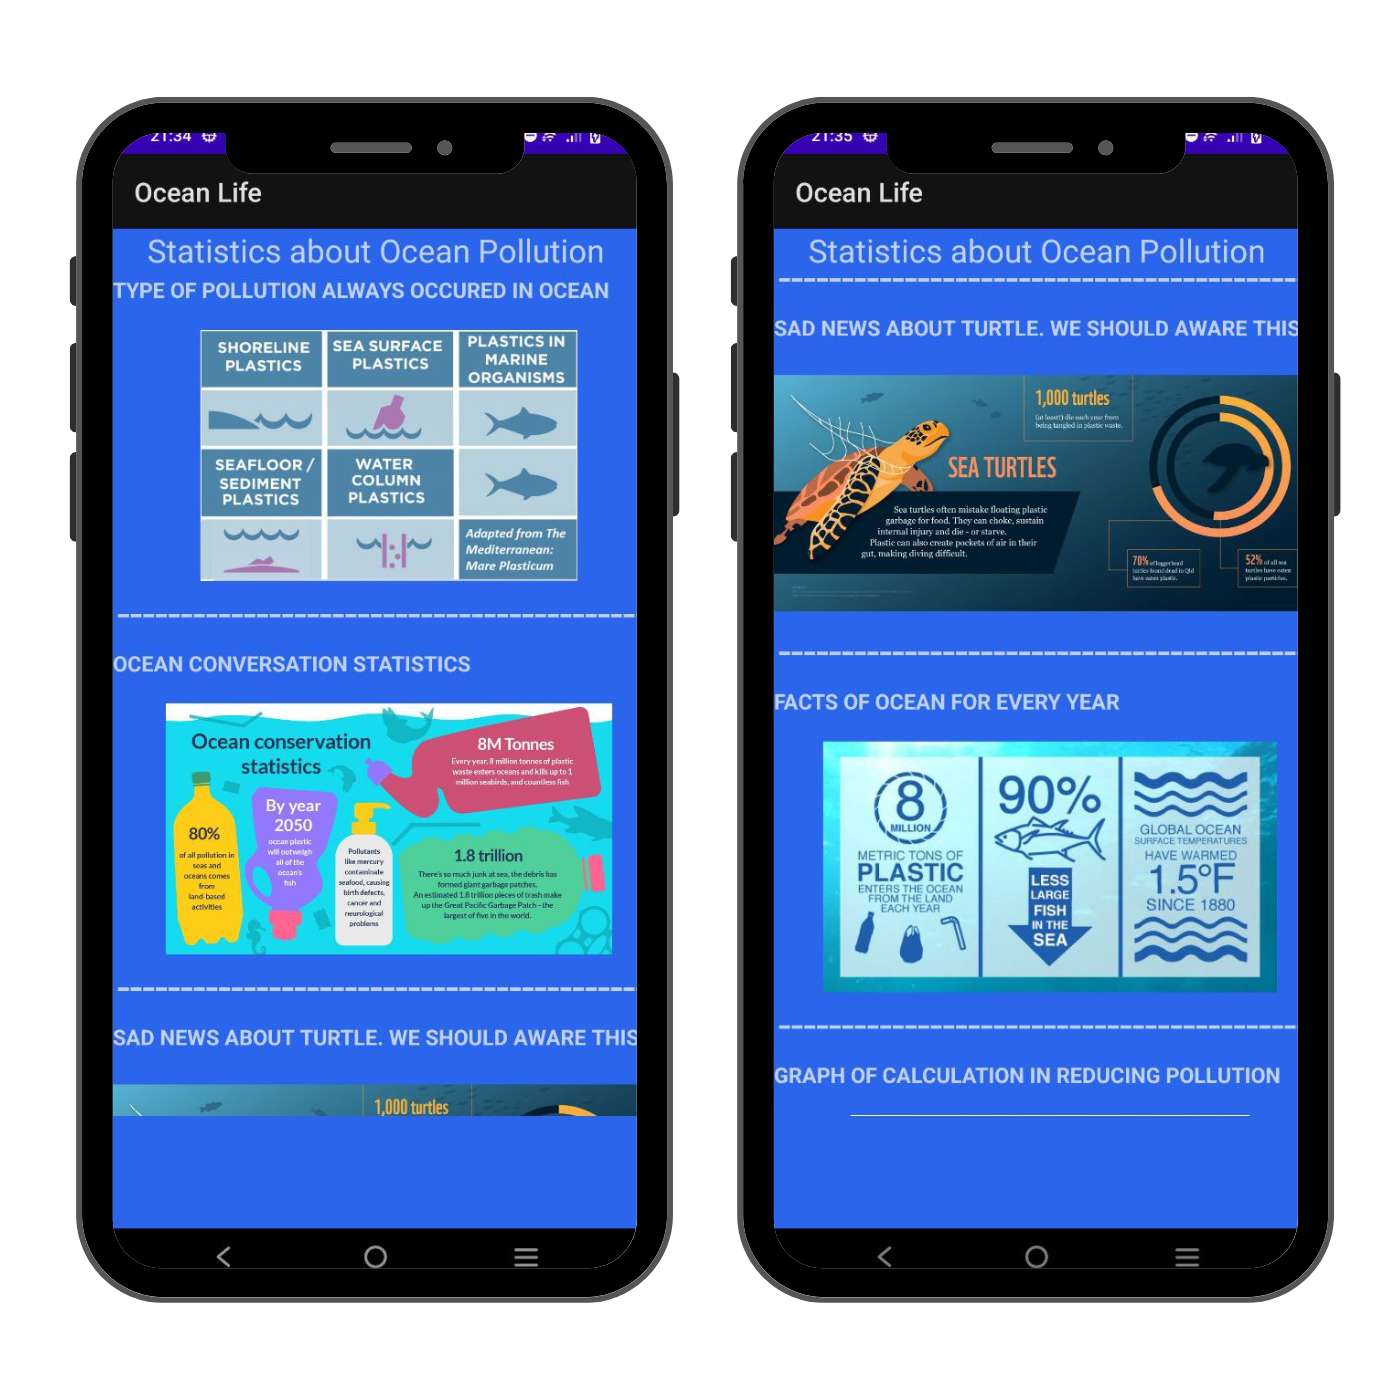 21:34
Ocean Life
Statistics about Ocean Pollution
TYPE OF POLLUTION ALWAYS OCCURED IN OCEAN
SHORELINE
PLASTICS
SEA SURFACE
PLASTICS
PLASTICS IN
MARINE
ORGANISMS
SEAFLOOR /
SEDIMENT
PLASTICS
WATER
COLUMN
PLASTICS
Adapted from The
Mediterranean:
Mare Plasticum
OCEAN CONVERSATION STATISTICS
Ocean conservation
statistics
8M Tonnes
Every year, 8 million tonnes of plastic
waste enters oceans and kills up to 1
million seabirds, and countless fish
80%
of all pollution in
seas and
oceans comes
from
land-based
activities
By year
2050
ocean plastic
will outweigh
all of the
ocean's
fish
Pollutants
like mercury
contaminate
seafood, causing
birth defects,
cancer and
neurological
problems
1.8 trillion
There's so much junk at sea, the debris has
formed giant garbage patches.
An estimated 1.8 trillion pieces of trash make
up the Great Pacific Garbage Patch - the
largest of five in the world.
SAD NEWS ABOUT TURTLE. WE SHOULD AWARE THIS
1,000 turtles
21:35
Ocean Life
Statistics about Ocean Pollution
SAD NEWS ABOUT TURTLE. WE SHOULD AWARE THIS
1,000 turtles
(at least!) die each year from
being tangled in plastic waste.
SEA TURTLES
Sea turtles often mistake floating plastic
garbage for food. They can choke, sustain
internal injury and die - or starve.
Plastic can also create pockets of air in their
gut, making diving difficult.
70% of loggerhead
turtles found dead in Qld
have eaten plastic.
52% of all sea
turtles have eaten
plastic particles.
FACTS OF OCEAN FOR EVERY YEAR
8
MILLION
METRIC TONS OF
PLASTIC
ENTERS THE OCEAN
FROM THE LAND
EACH YEAR
90%
LESS
LARGE
FISH
IN THE
SEA
GLOBAL OCEAN
SURFACE TEMPERATURES
HAVE WARMED
1.5°F
SINCE 1880
GRAPH OF CALCULATION IN REDUCING POLLUTION